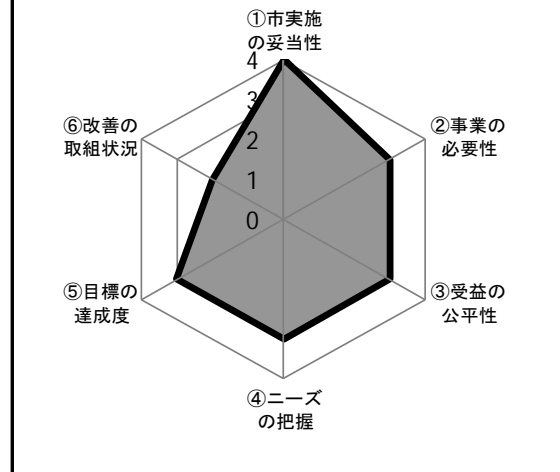 ①市実施
の妥当性
4
3
2
1
0
②事業の
必要性
③受益の
公平性
④ニーズ
の把握
⑤目標の
達成度
⑥改善の
取組状況